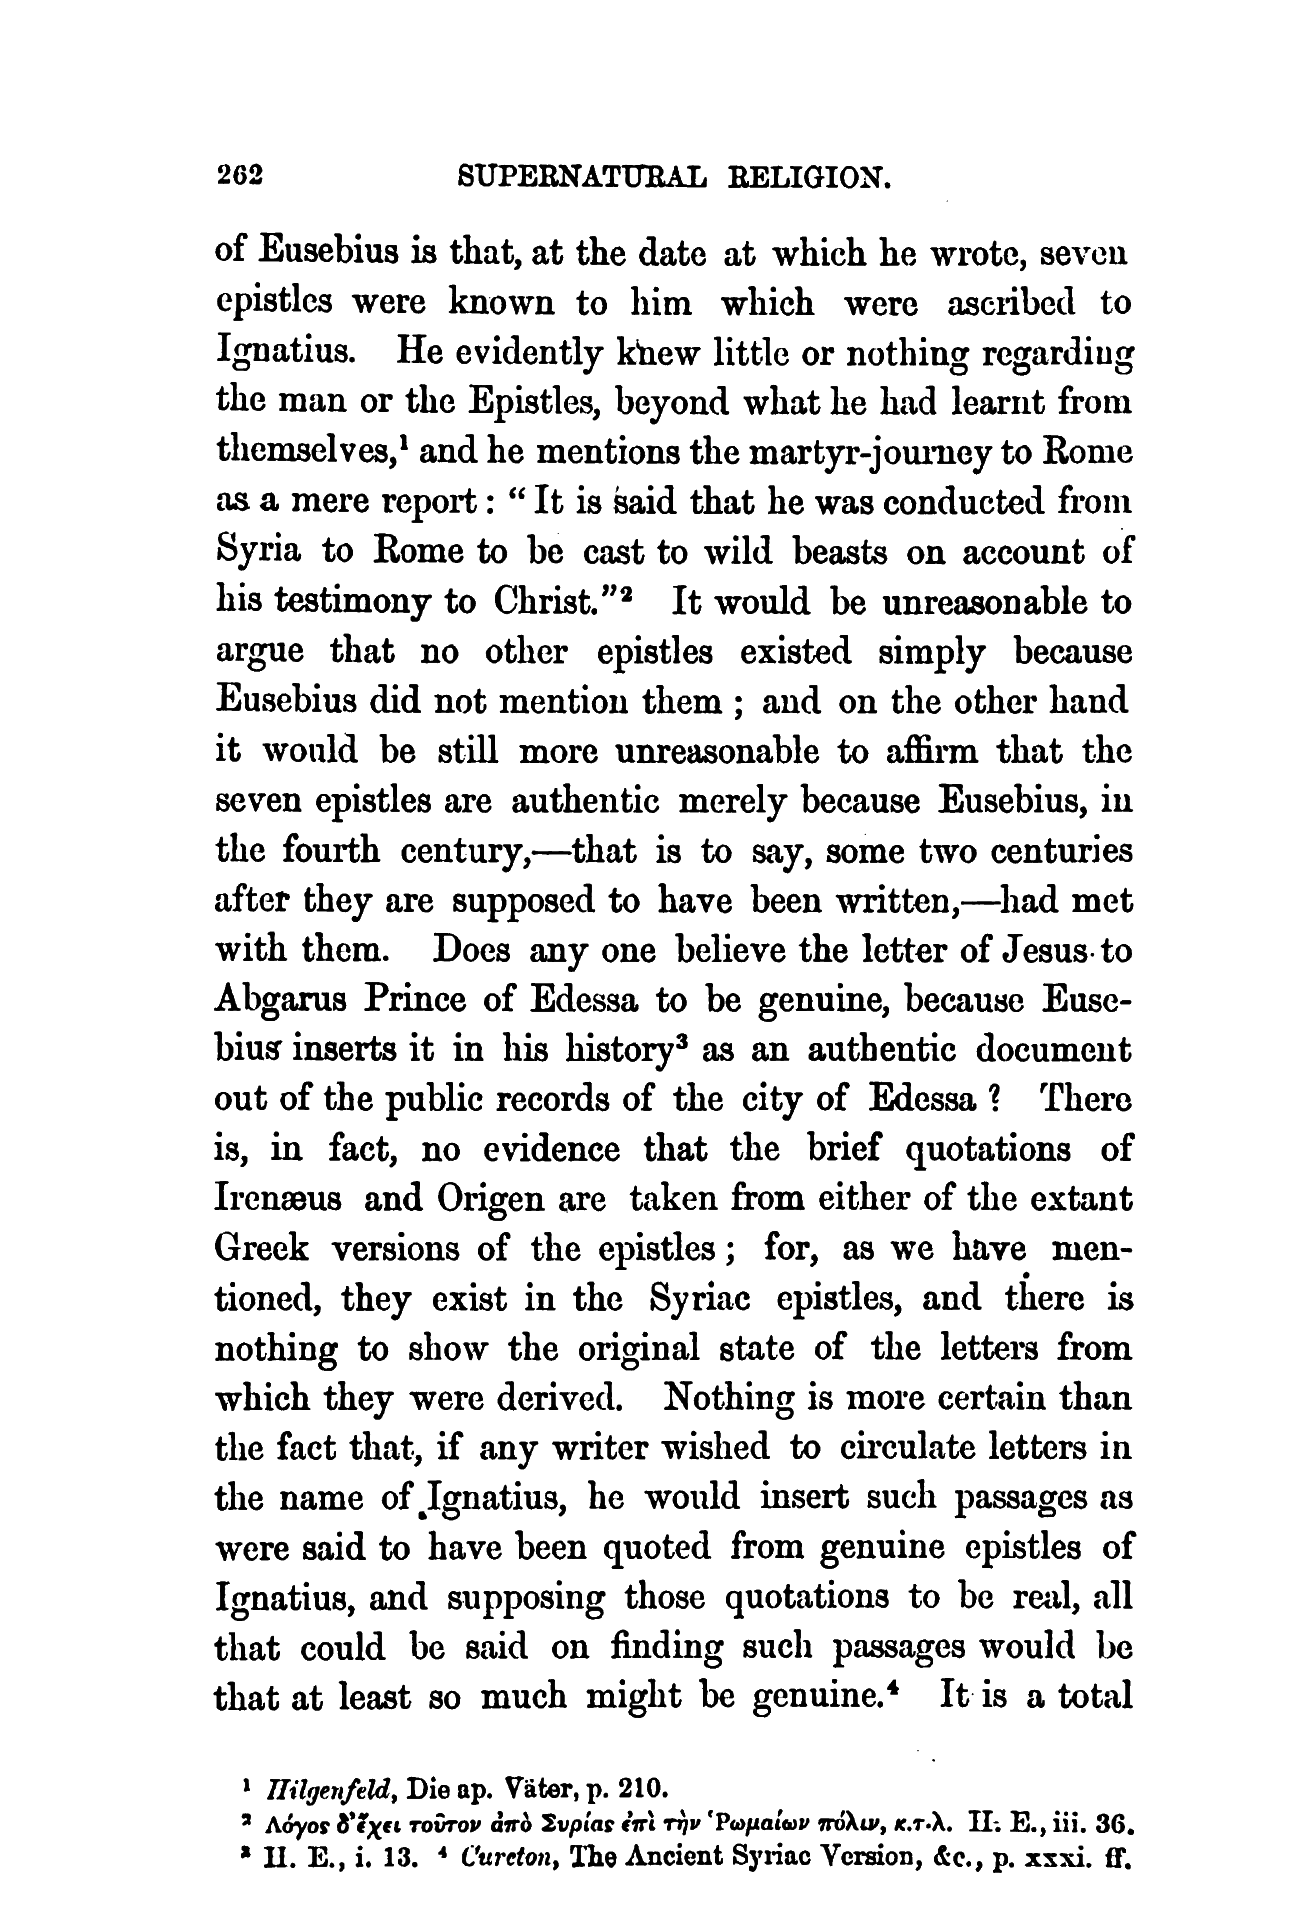 262 SUPERNATURAL RELIGION.
of Eusebius is that, at the date at which he wrote, seven
epistles were known to him which were ascribed to
Ignatius. He evidently knew little or nothing regarding
the man or the Epistles, beyond what he had learnt from
themselves,¹ and he mentions the martyr-journey to Rome
as a mere report : “ It is said that he was conducted from
Syria to Rome to be cast to wild beasts on account of
his testimony to Christ.”² It would be unreasonable to
argue that no other epistles existed simply because
Eusebius did not mention them ; and on the other hand
it would be still more unreasonable to affirm that the
seven epistles are authentic merely because Eusebius, in
the fourth century,—that is to say, some two centuries
after they are supposed to have been written,—had met
with them. Does any one believe the letter of Jesus to
Abgarus Prince of Edessa to be genuine, because Euse-
bius inserts it in his history³ as an authentic document
out of the public records of the city of Edessa ? There
is, in fact, no evidence that the brief quotations of
Irenæus and Origen are taken from either of the extant
Greek versions of the epistles ; for, as we have men-
tioned, they exist in the Syriac epistles, and there is
nothing to show the original state of the letters from
which they were derived. Nothing is more certain than
the fact that, if any writer wished to circulate letters in
the name of Ignatius, he would insert such passages as
were said to have been quoted from genuine epistles of
Ignatius, and supposing those quotations to be real, all
that could be said on finding such passages would be
that at least so much might be genuine.⁴ It is a total
¹ Hilgenfeld, Die ap. Väter, p. 210.
² Λόγος δ’ἔχει τοῦτον ἀπὸ Συρίας ἐπὶ τὴν Ῥωμαίων πόλιν, κ.τ.λ. H. E., iii. 36.
³ H. E., i. 13. ⁴ Cureton, The Ancient Syriac Version, &c., p. xxxi. ff.